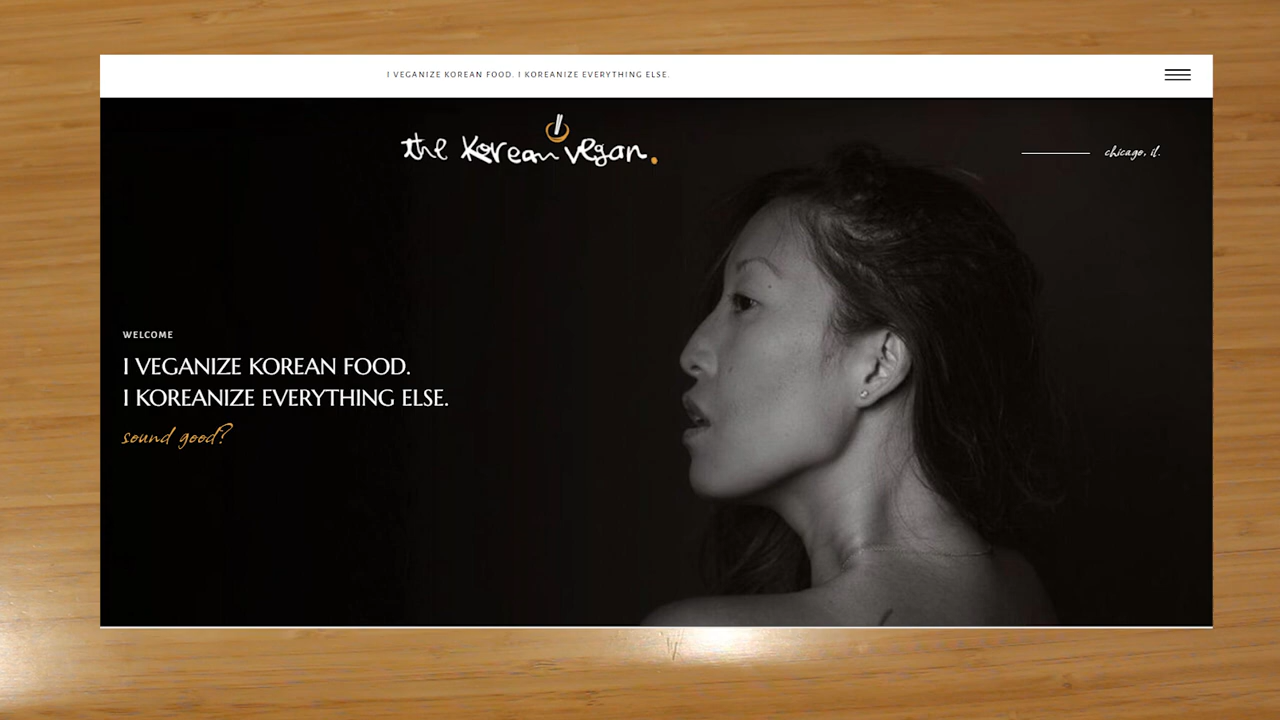 I VEGANIZE KOREAN FOOD. I KOREANIZE EVERYTHING ELSE.
the Korean vegan.
chicago, il.
WELCOME
I VEGANIZE KOREAN FOOD.
I KOREANIZE EVERYTHING ELSE.
sound good?